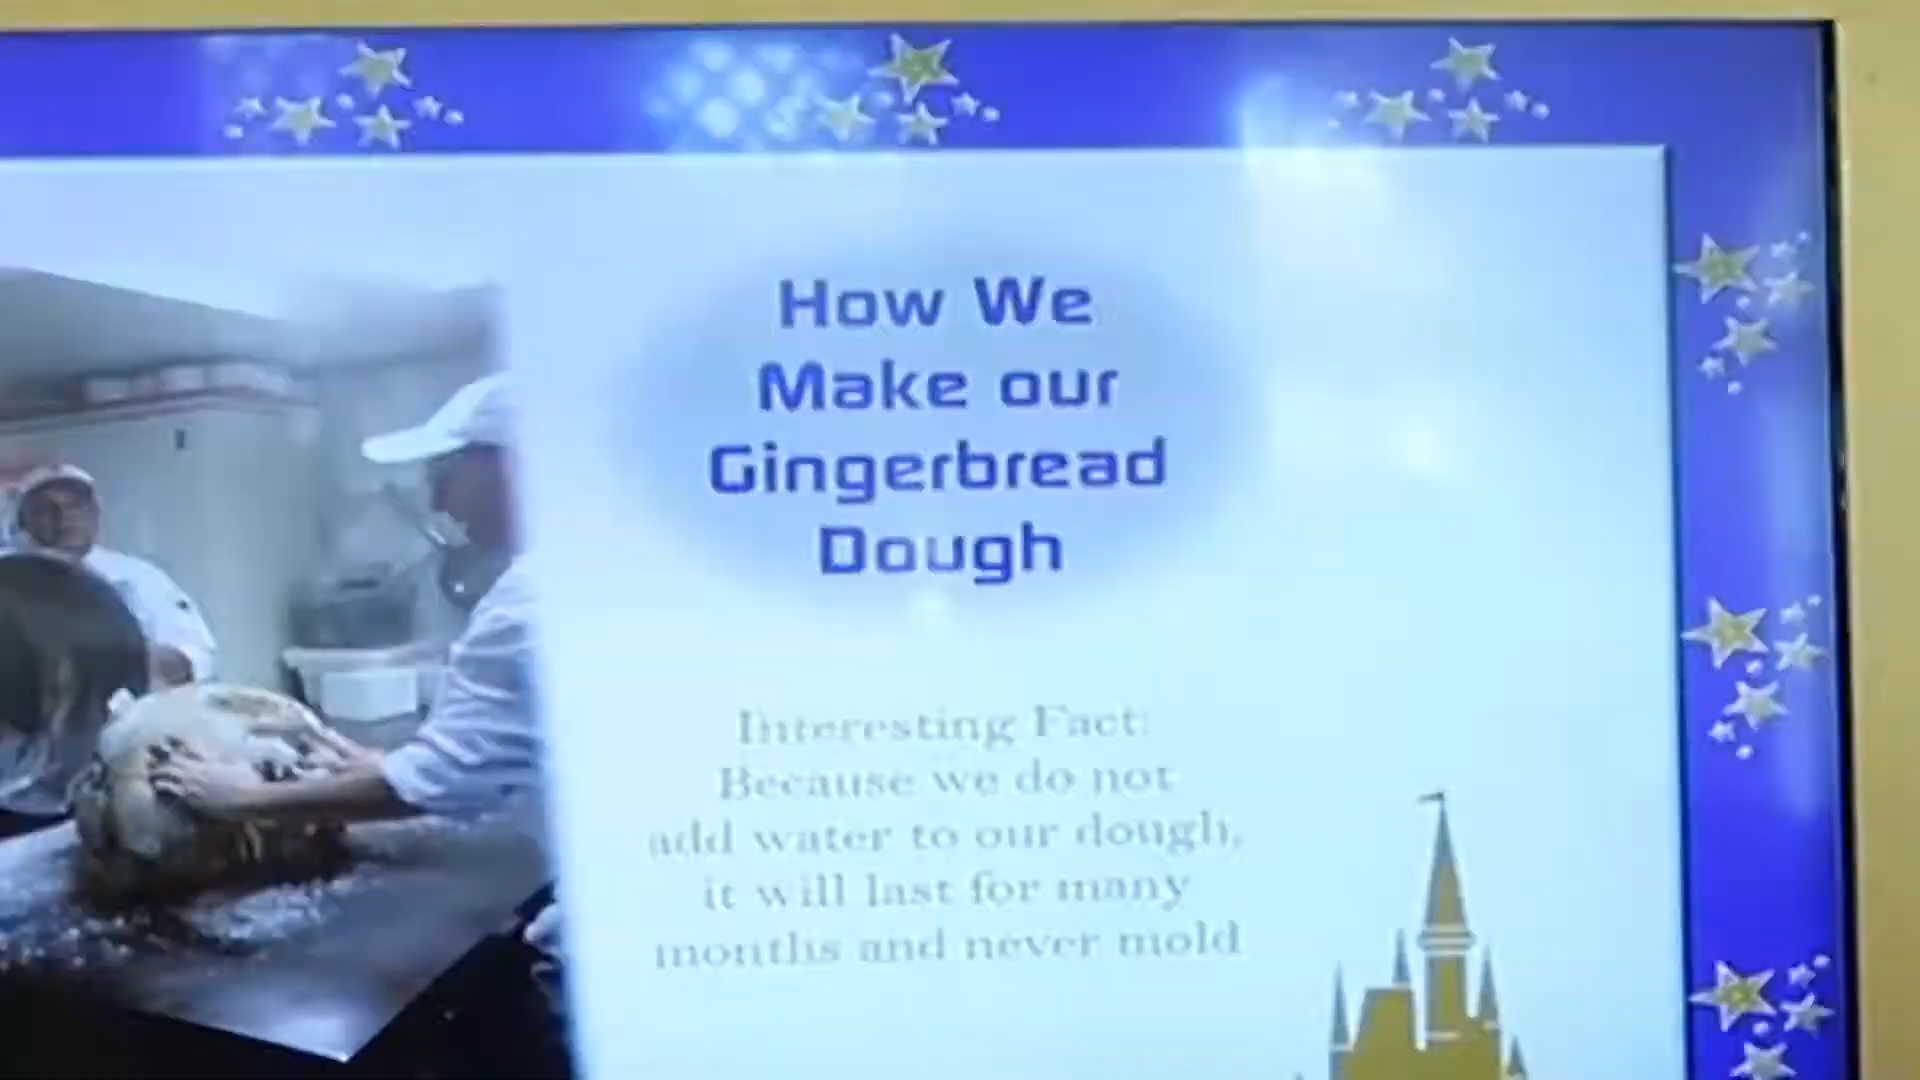 How We
Make our
Gingerbread
Dough
Interesting Fact:
Because we do not
add water to our dough,
it will last for many
months and never mold